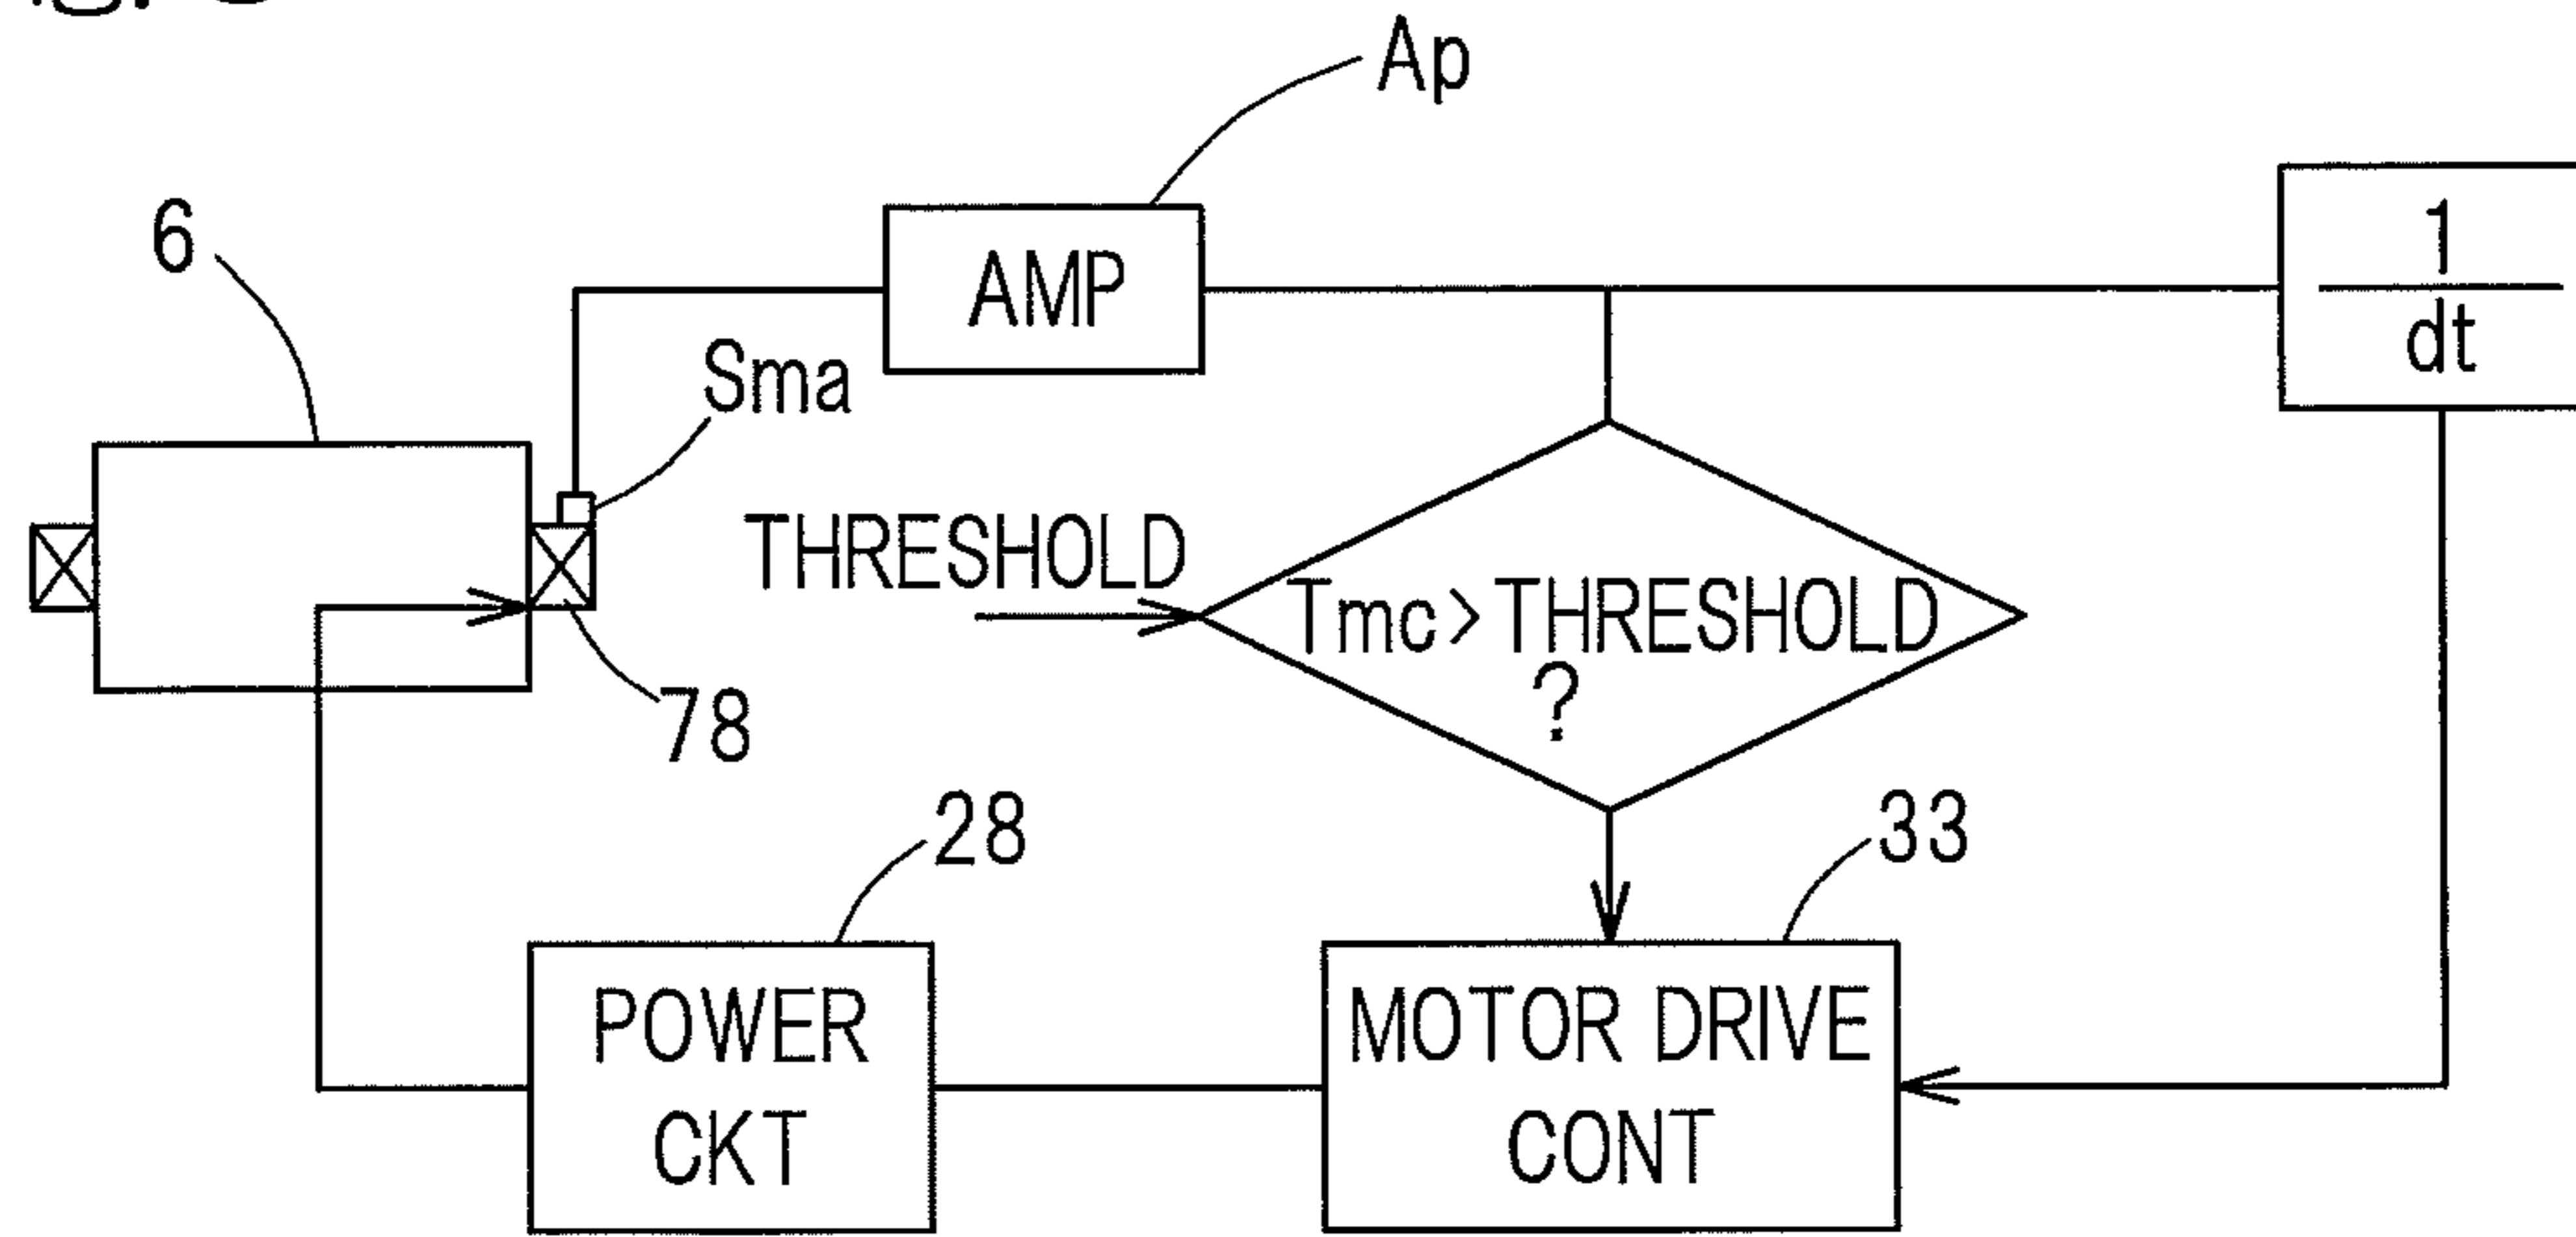 Ap
6
AMP
1
dt
Sma
THRESHOLD
Tmc>THRESHOLD
?
78
28
33
POWER
CKT
MOTOR DRIVE
CONT